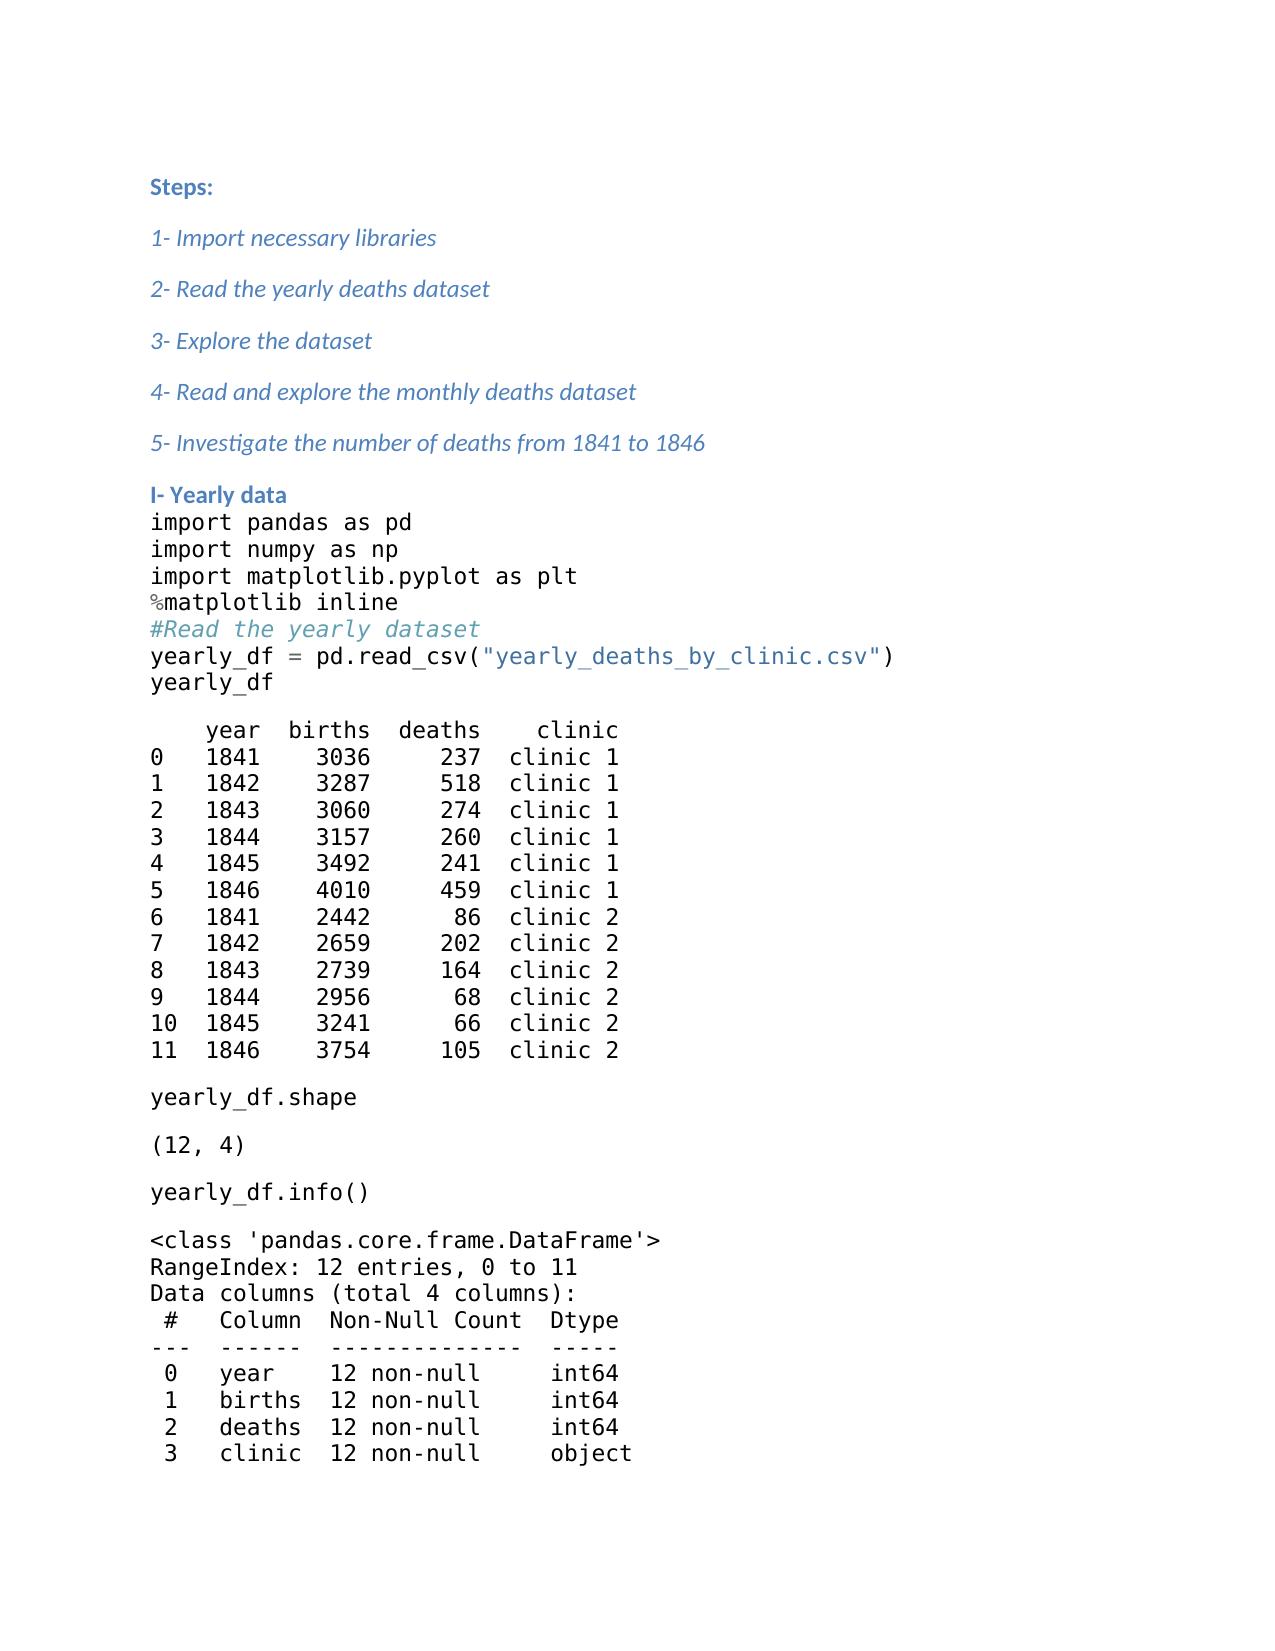 Steps:
1- Import necessary libraries
2- Read the yearly deaths dataset
3- Explore the dataset
4- Read and explore the monthly deaths dataset
5- Investigate the number of deaths from 1841 to 1846
I- Yearly data
import pandas as pd
import numpy as np
import matplotlib.pyplot as plt
%matplotlib inline
#Read the yearly dataset
yearly_df = pd.read_csv("yearly_deaths_by_clinic.csv")
yearly_df
    year  births  deaths    clinic
0   1841    3036     237  clinic 1
1   1842    3287     518  clinic 1
2   1843    3060     274  clinic 1
3   1844    3157     260  clinic 1
4   1845    3492     241  clinic 1
5   1846    4010     459  clinic 1
6   1841    2442      86  clinic 2
7   1842    2659     202  clinic 2
8   1843    2739     164  clinic 2
9   1844    2956      68  clinic 2
10  1845    3241      66  clinic 2
11  1846    3754     105  clinic 2
yearly_df.shape
(12, 4)
yearly_df.info()
<class 'pandas.core.frame.DataFrame'>
RangeIndex: 12 entries, 0 to 11
Data columns (total 4 columns):
 #   Column  Non-Null Count  Dtype
---  ------  --------------  -----
 0   year    12 non-null     int64
 1   births  12 non-null     int64
 2   deaths  12 non-null     int64
 3   clinic  12 non-null     object